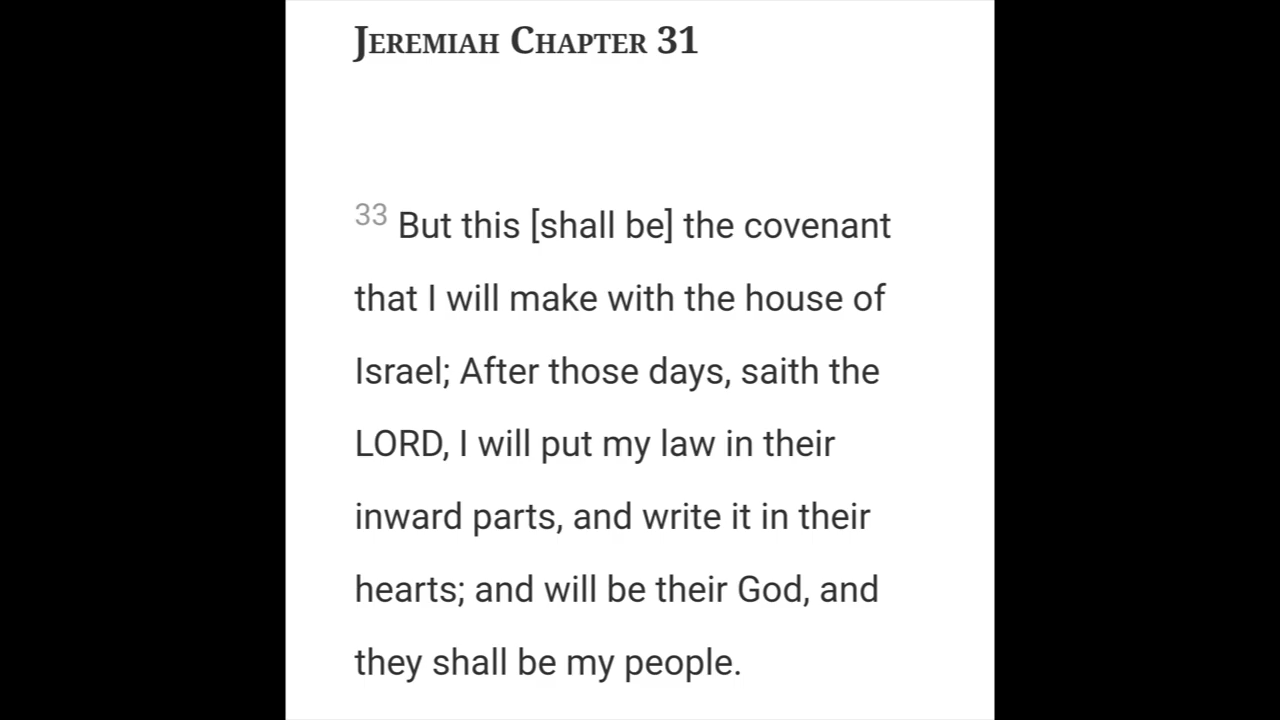 Jeremiah Chapter 31
33 But this [shall be] the covenant
that I will make with the house of
Israel; After those days, saith the
LORD, I will put my law in their
inward parts, and write it in their
hearts; and will be their God, and
they shall be my people.